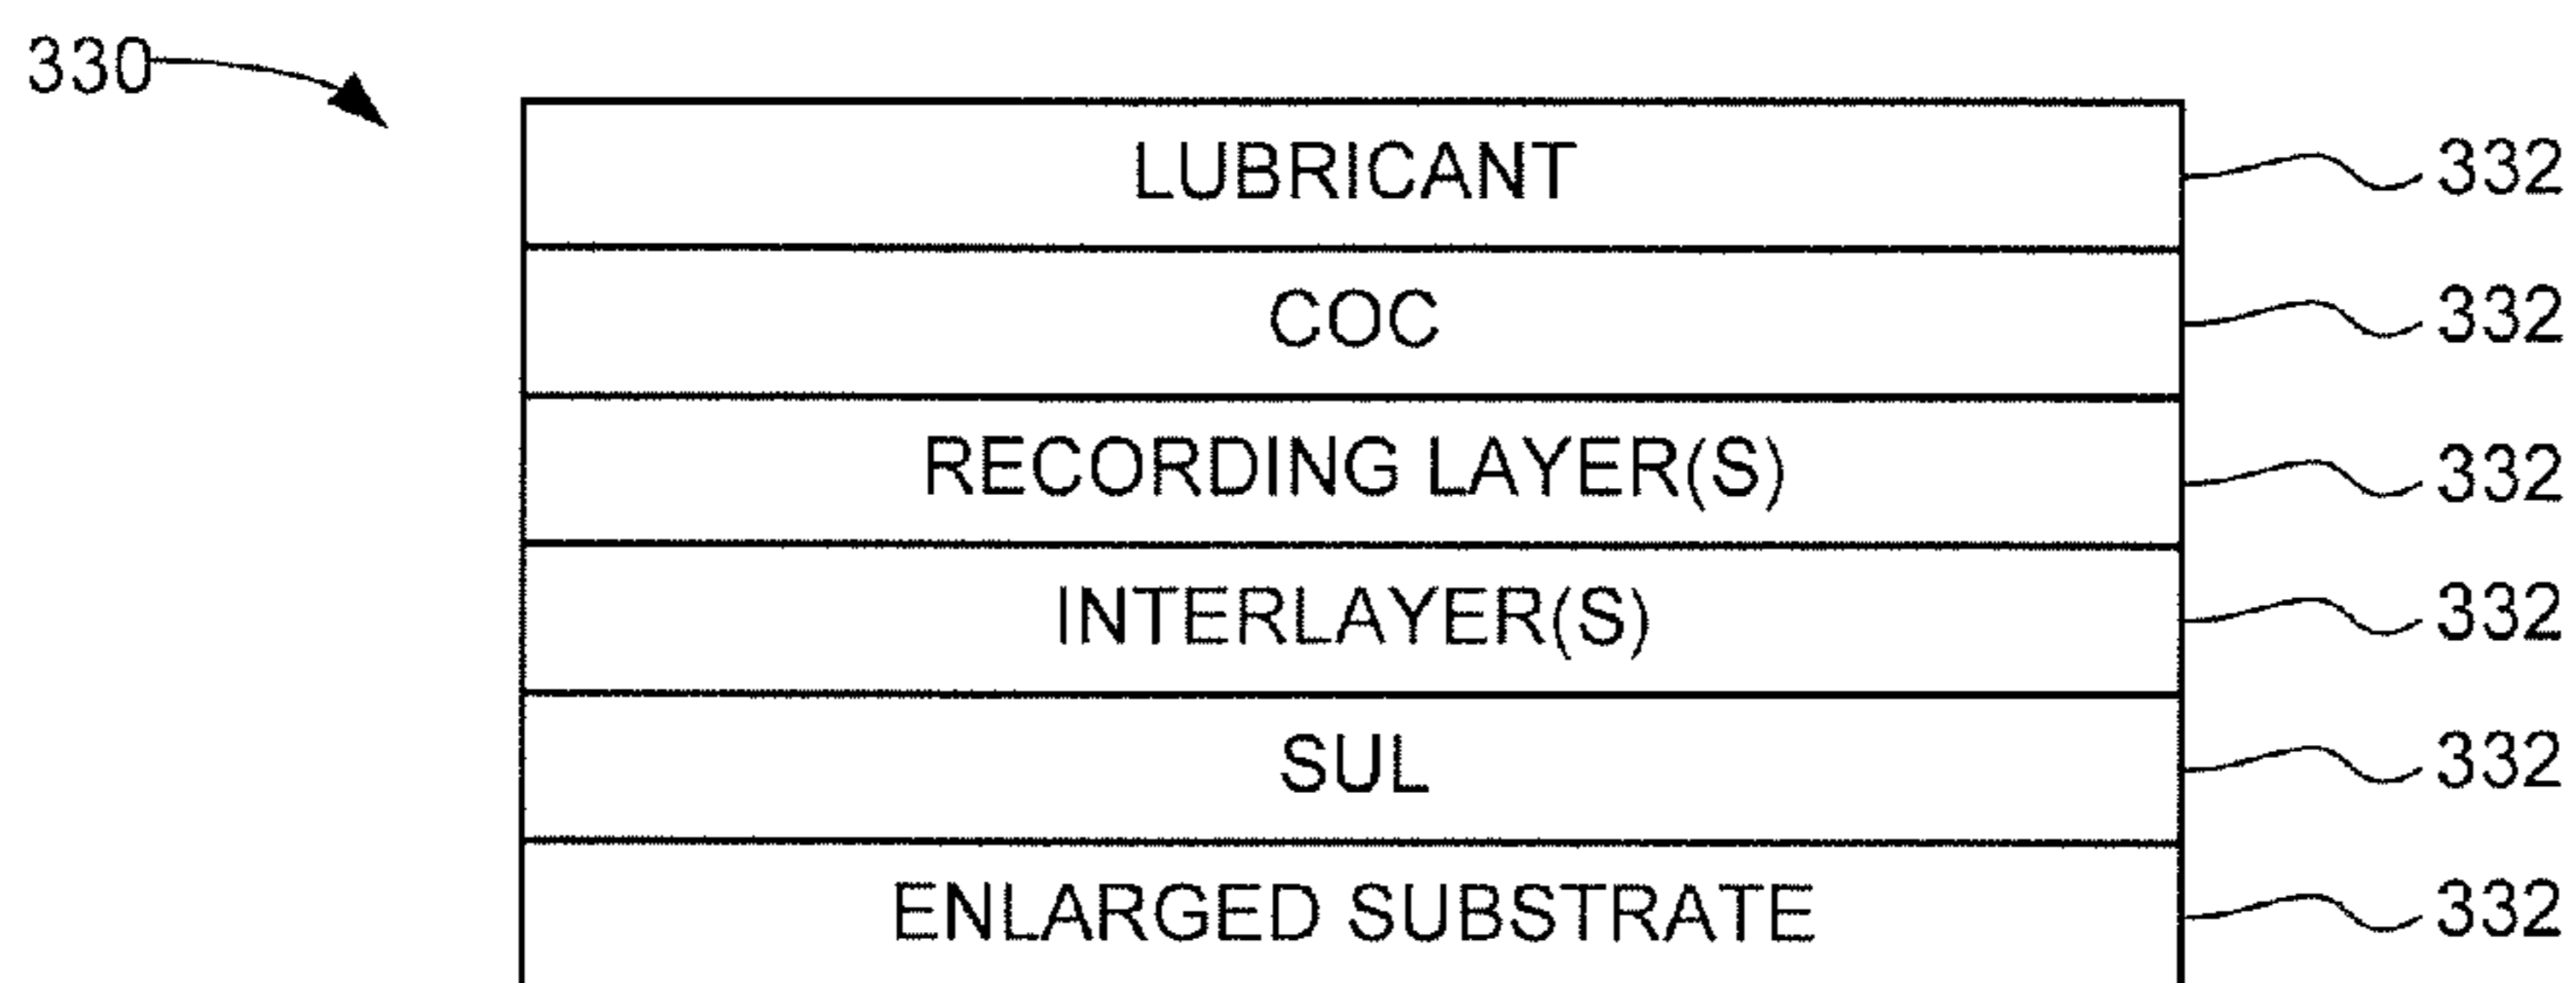 330
LUBRICANT 332
COC 332
RECORDING LAYER(S) 332
INTERLAYER(S) 332
SUL 332
ENLARGED SUBSTRATE 332